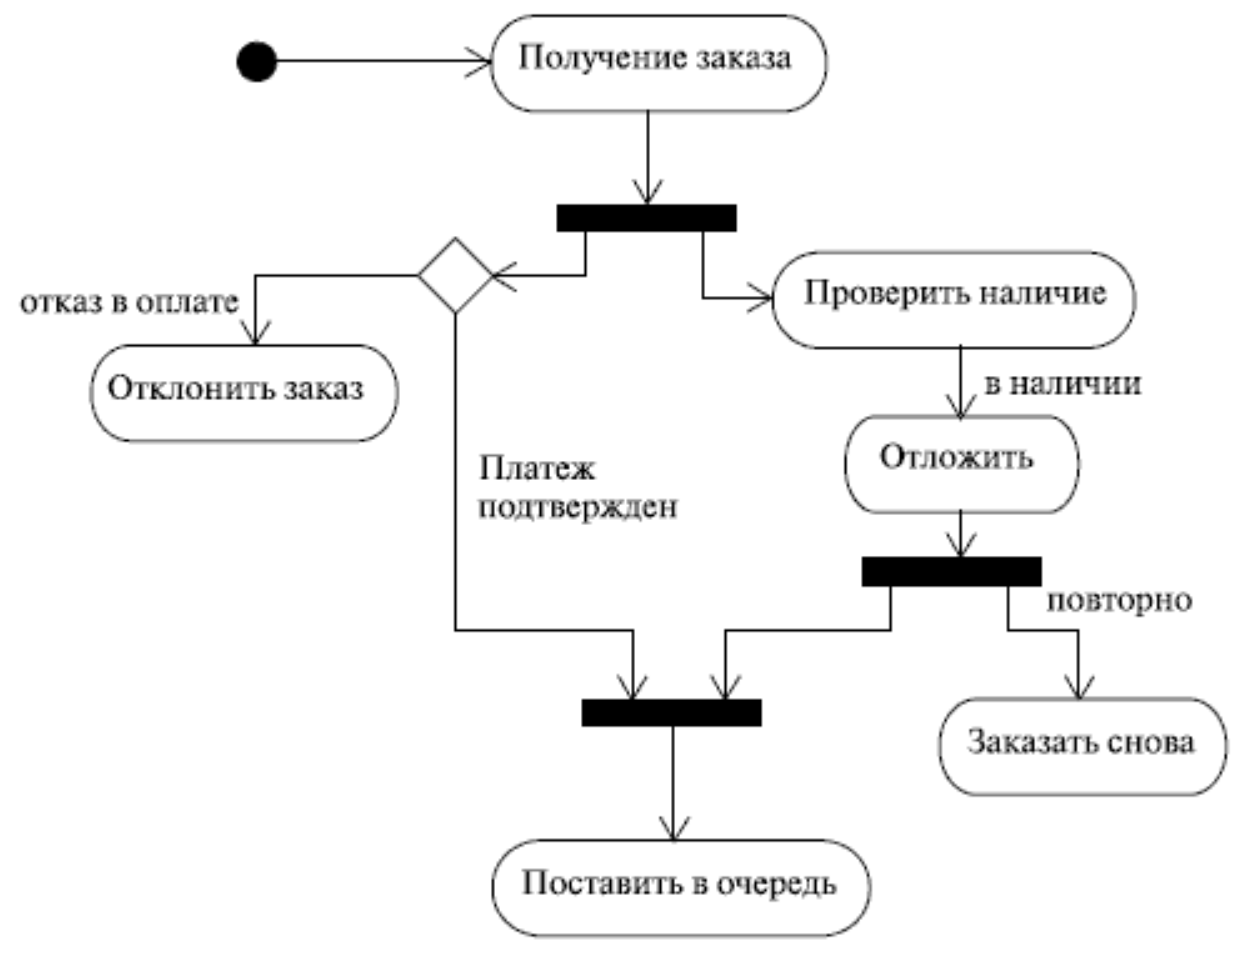 Получение заказа
отказ в оплате
Проверить наличие
Отклонить заказ
в наличии
Отложить
Платеж
подтвержден
повторно
Заказать снова
Поставить в очередь